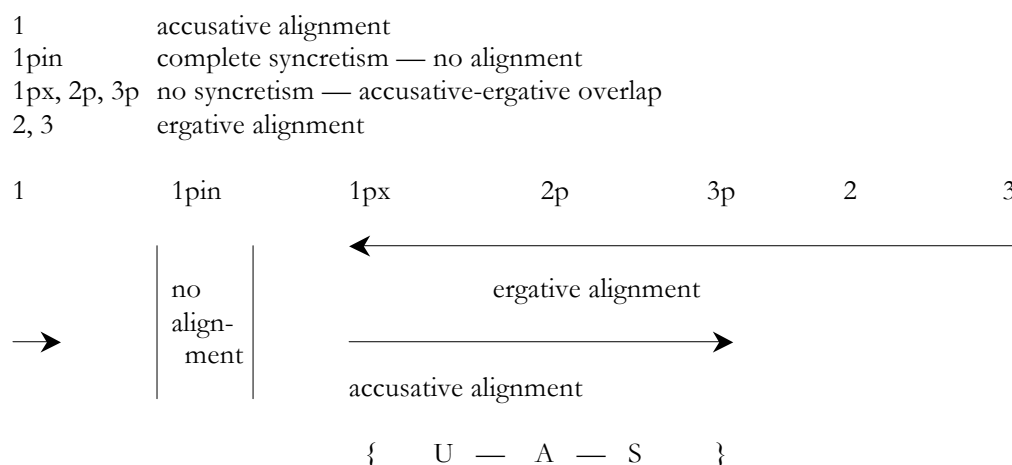 1 accusative alignment
1pin complete syncretism — no alignment
1px, 2p, 3p no syncretism — accusative-ergative overlap
2, 3 ergative alignment
1 1pin 1px 2p 3p 2 3
no ergative alignment
align-
ment
accusative alignment
{ U — A — S }